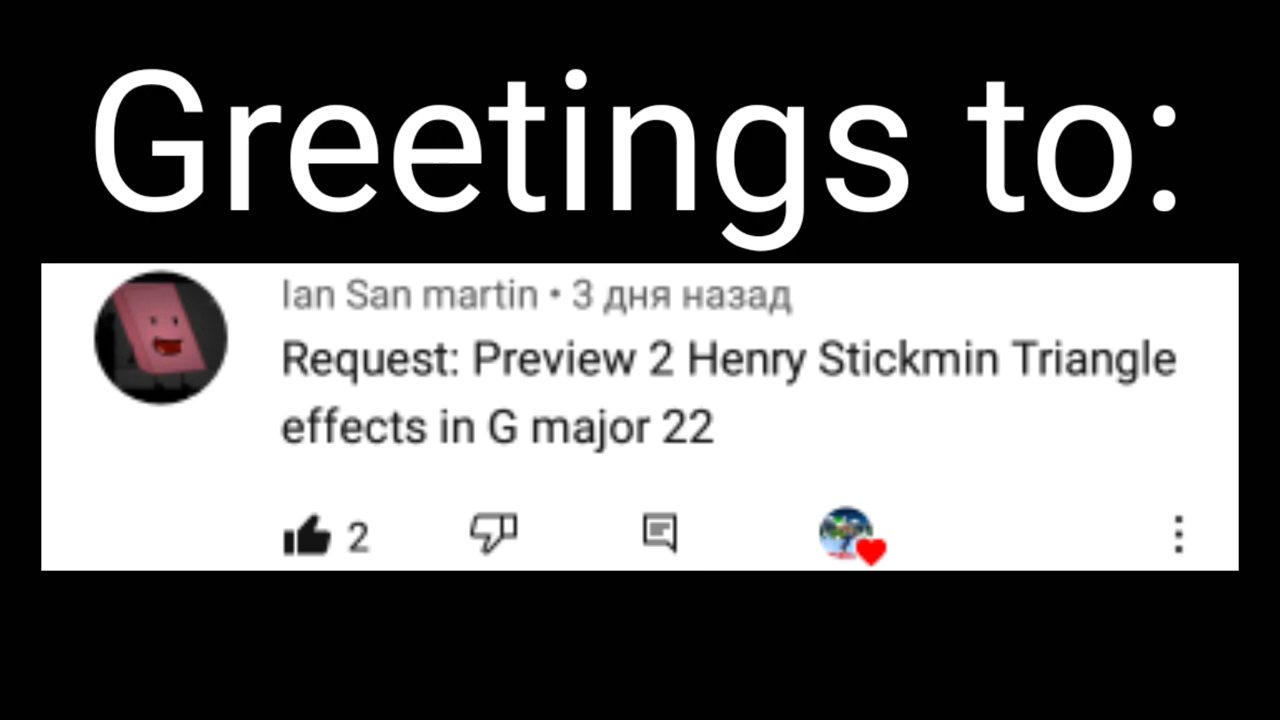 Greetings to:
Ian San martin • 3 дня назад
Request: Preview 2 Henry Stickmin Triangle
effects in G major 22
2